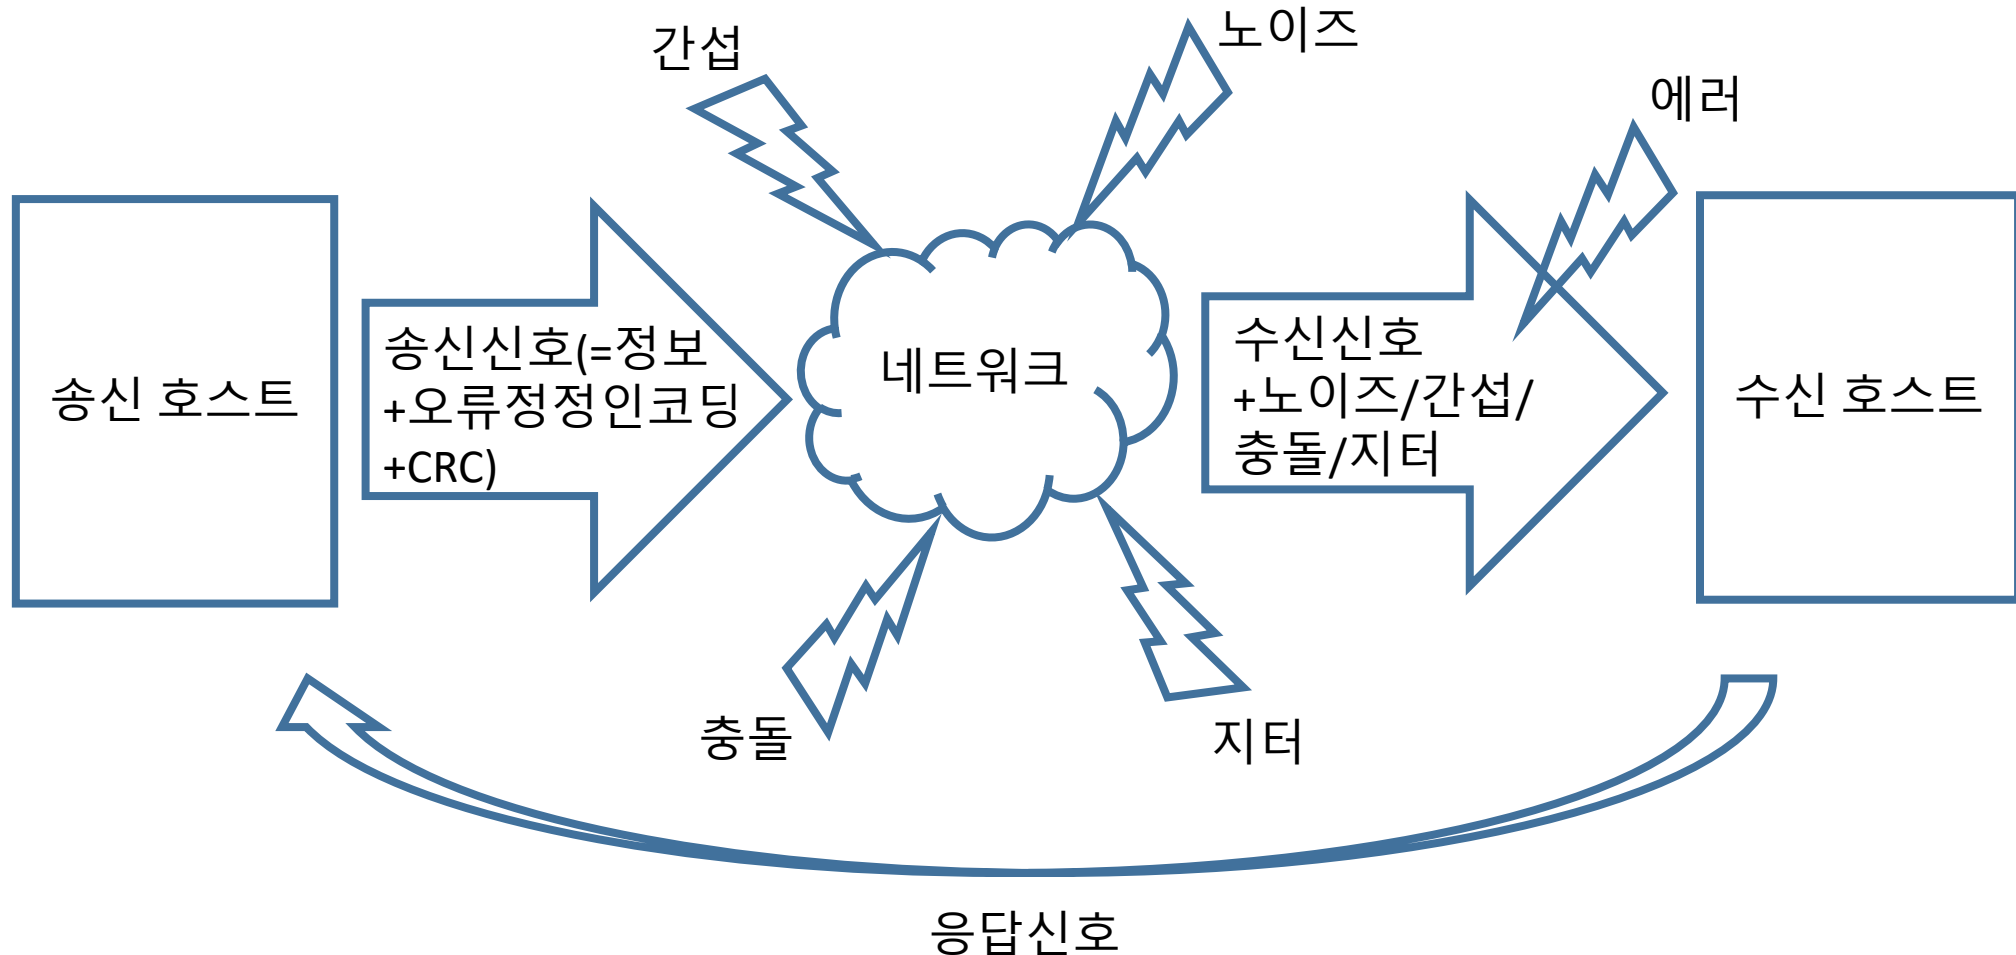 간섭
노이즈
에러
송신 호스트
송신신호(=정보
+오류정정인코딩
+CRC)
네트워크
수신신호
+노이즈/간섭/
충돌/지터
수신 호스트
충돌
지터
응답신호